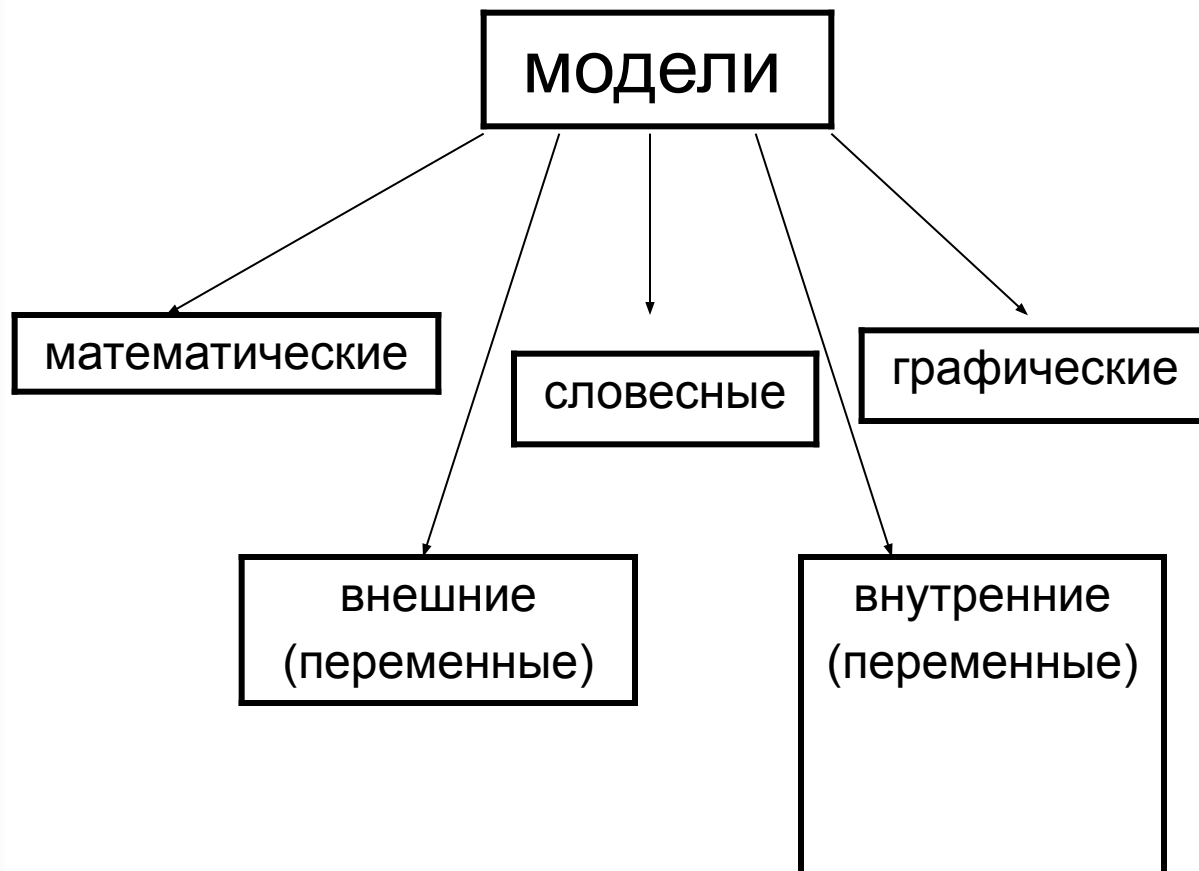 модели
математические
словесные
графические
внешние
(переменные)
внутренние
(переменные)